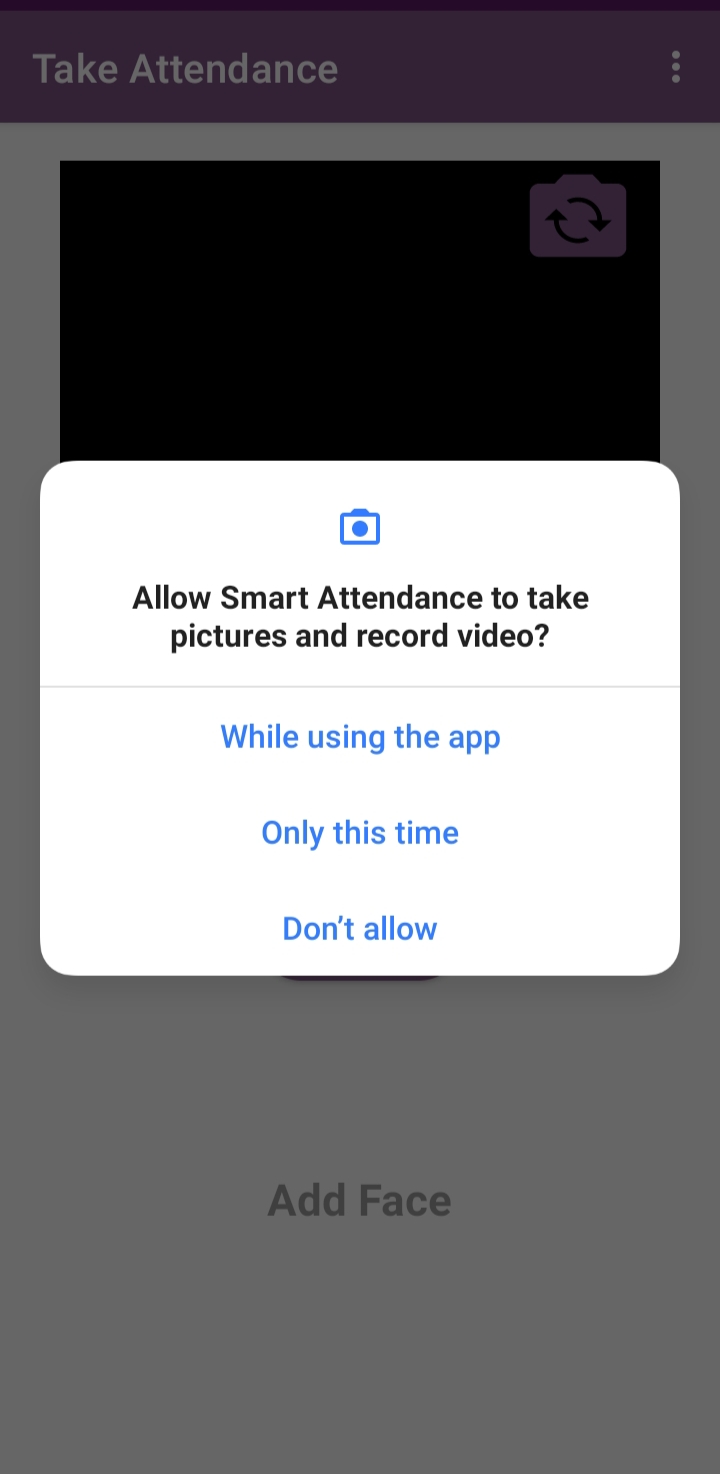 Take Attendance
Allow Smart Attendance to take
pictures and record video?
While using the app
Only this time
Don’t allow
Add Face